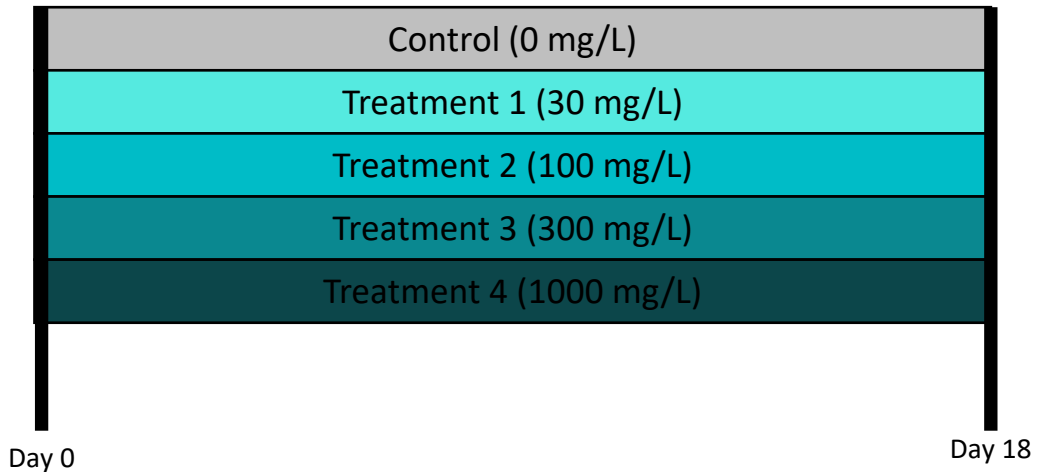 Control (0 mg/L)
Treatment 1 (30 mg/L)
Treatment 2 (100 mg/L)
Treatment 3 (300 mg/L)
Treatment 4 (1000 mg/L)
Day 0
Day 18